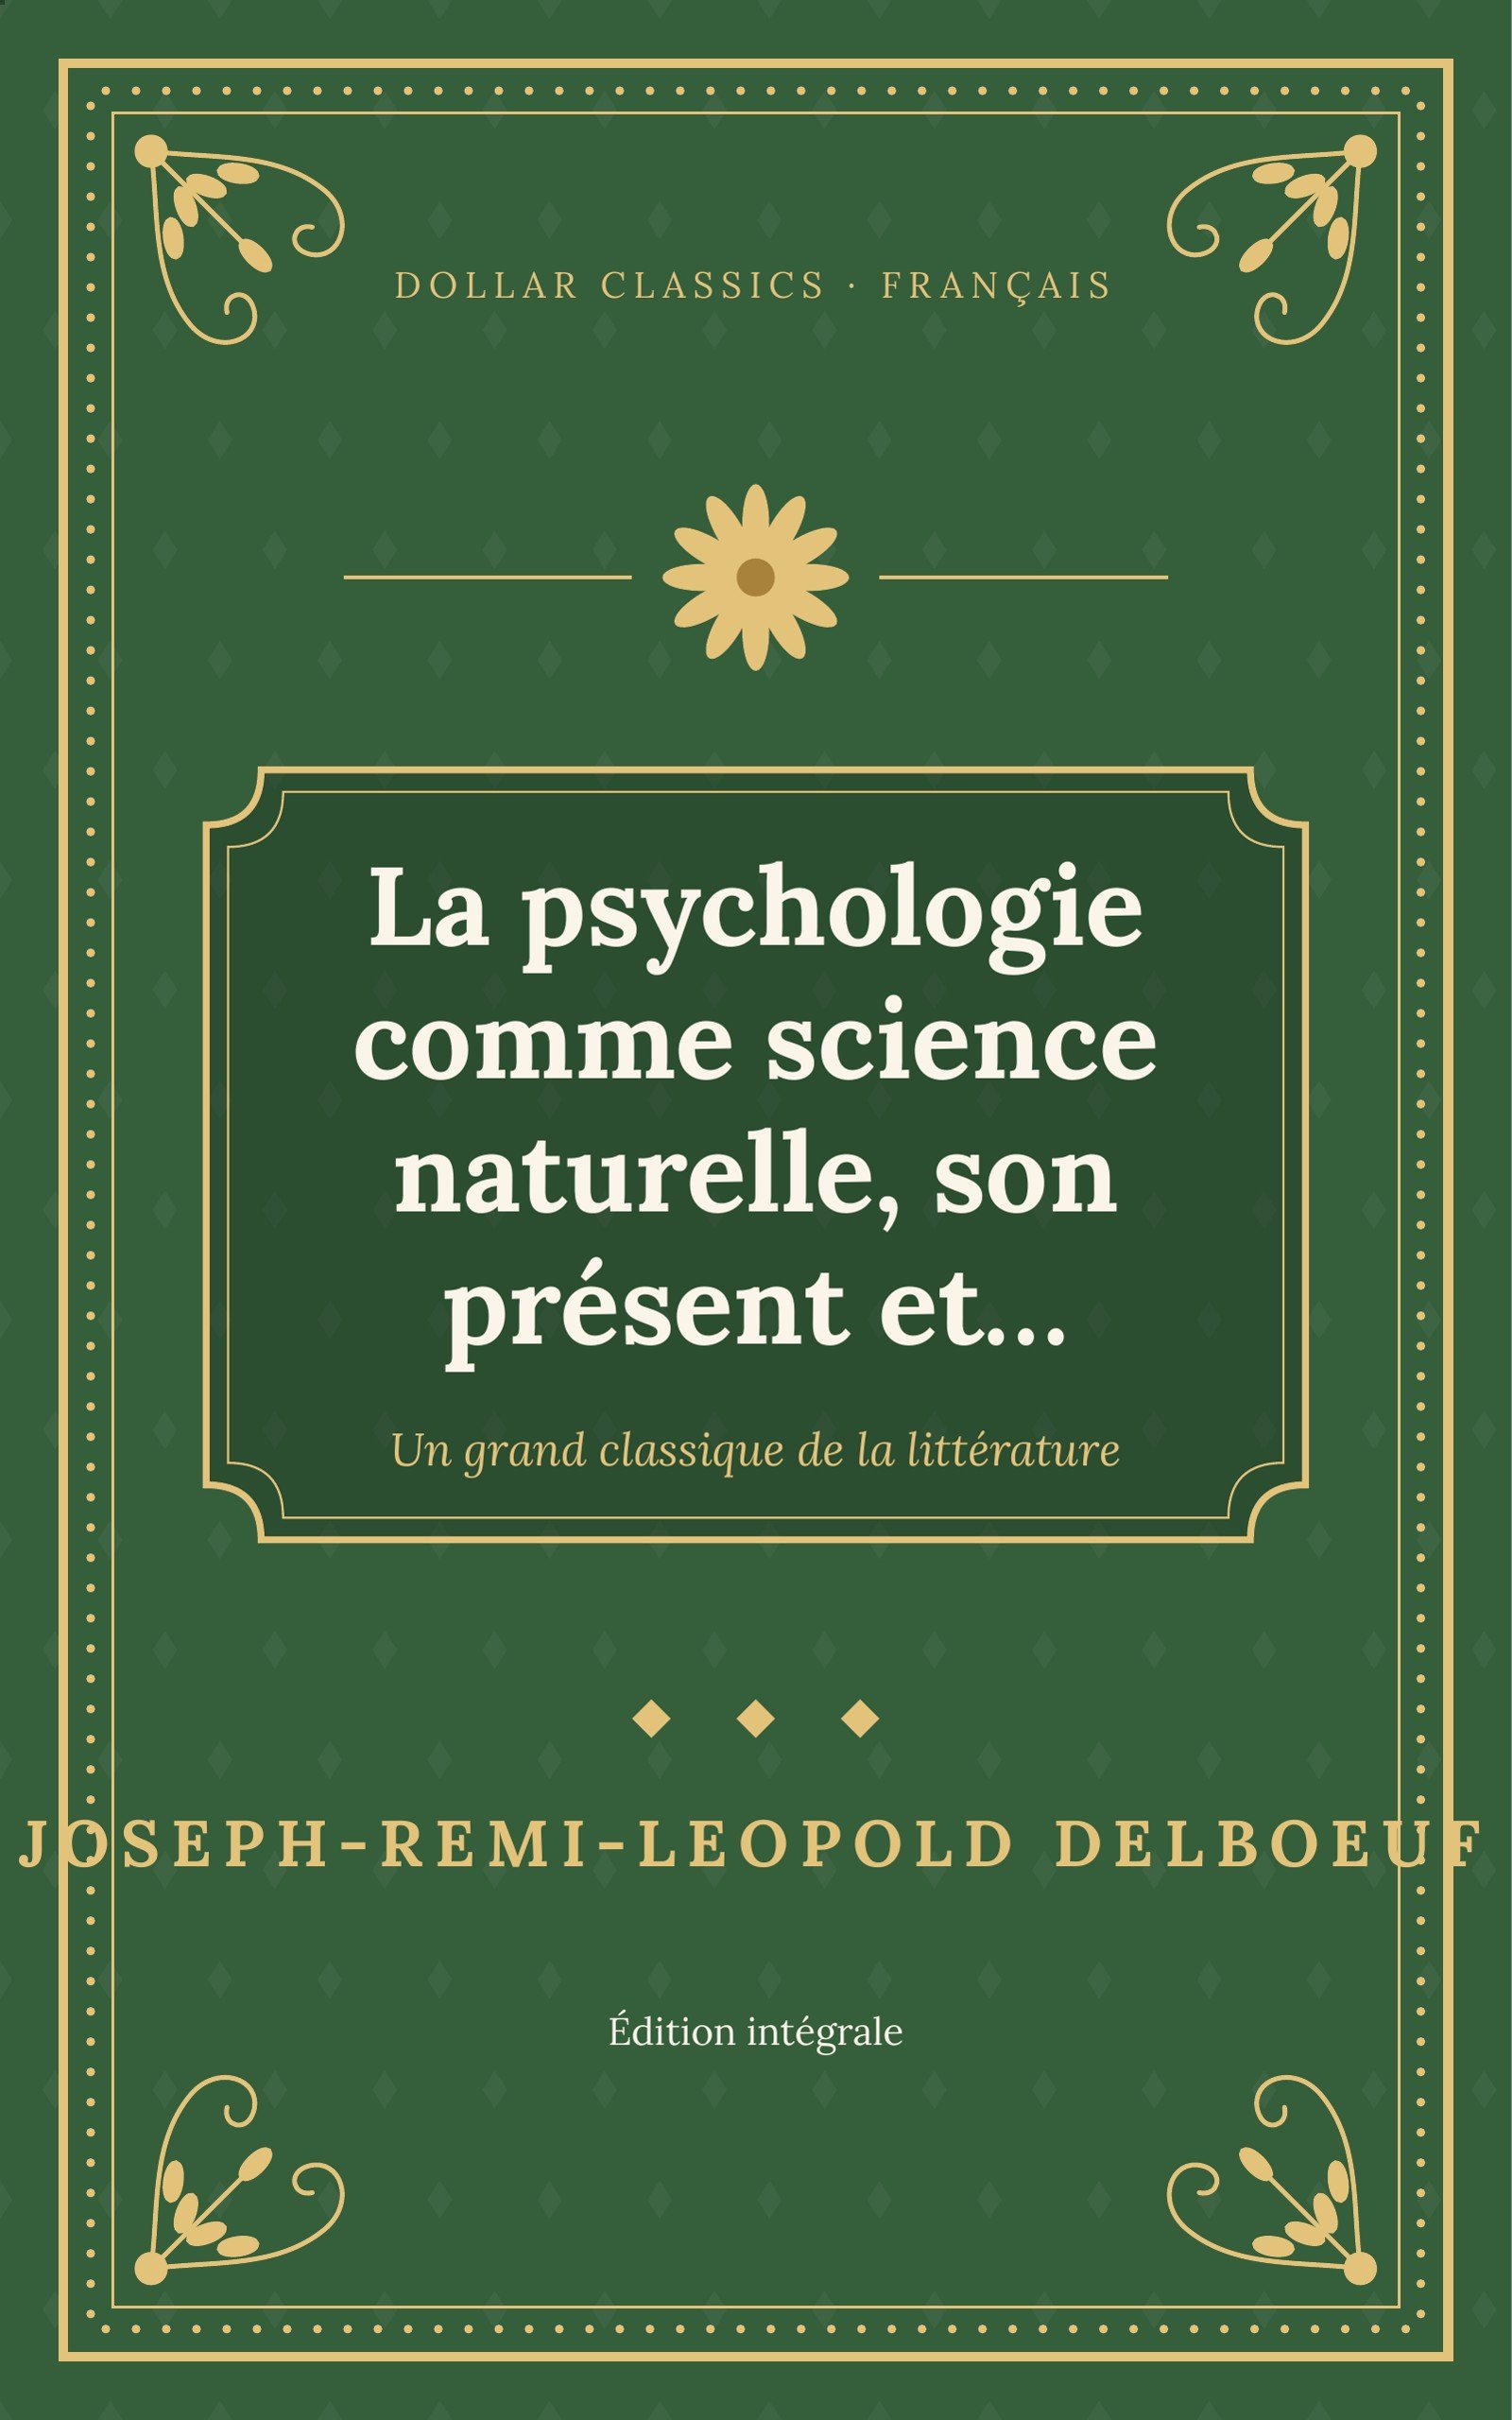 DOLLAR CLASSICS · FRANÇAIS
La psychologie
comme science
naturelle, son
présent et...
Un grand classique de la littérature
JOSEPH-REMI-LEOPOLD DELBOEUF
Édition intégrale